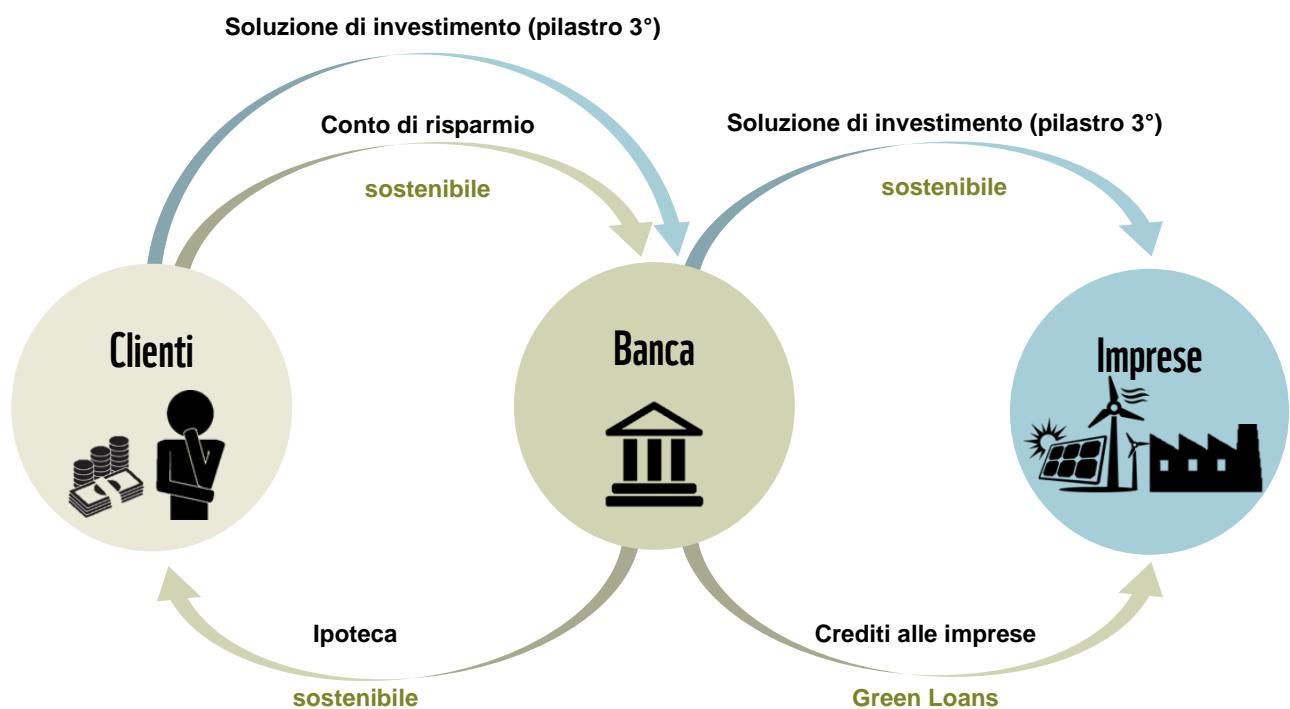 Soluzione di investimento (pilastro 3°)
Conto di risparmio
sostenibile
Soluzione di investimento (pilastro 3°)
sostenibile
Clienti
Banca
Imprese
Ipoteca
sostenibile
Crediti alle imprese
Green Loans